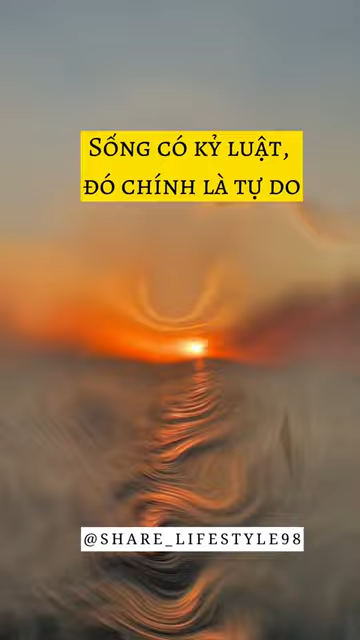 Sống có kỷ luật,
đó chính là tự do
@SHARE_LIFESTYLE98